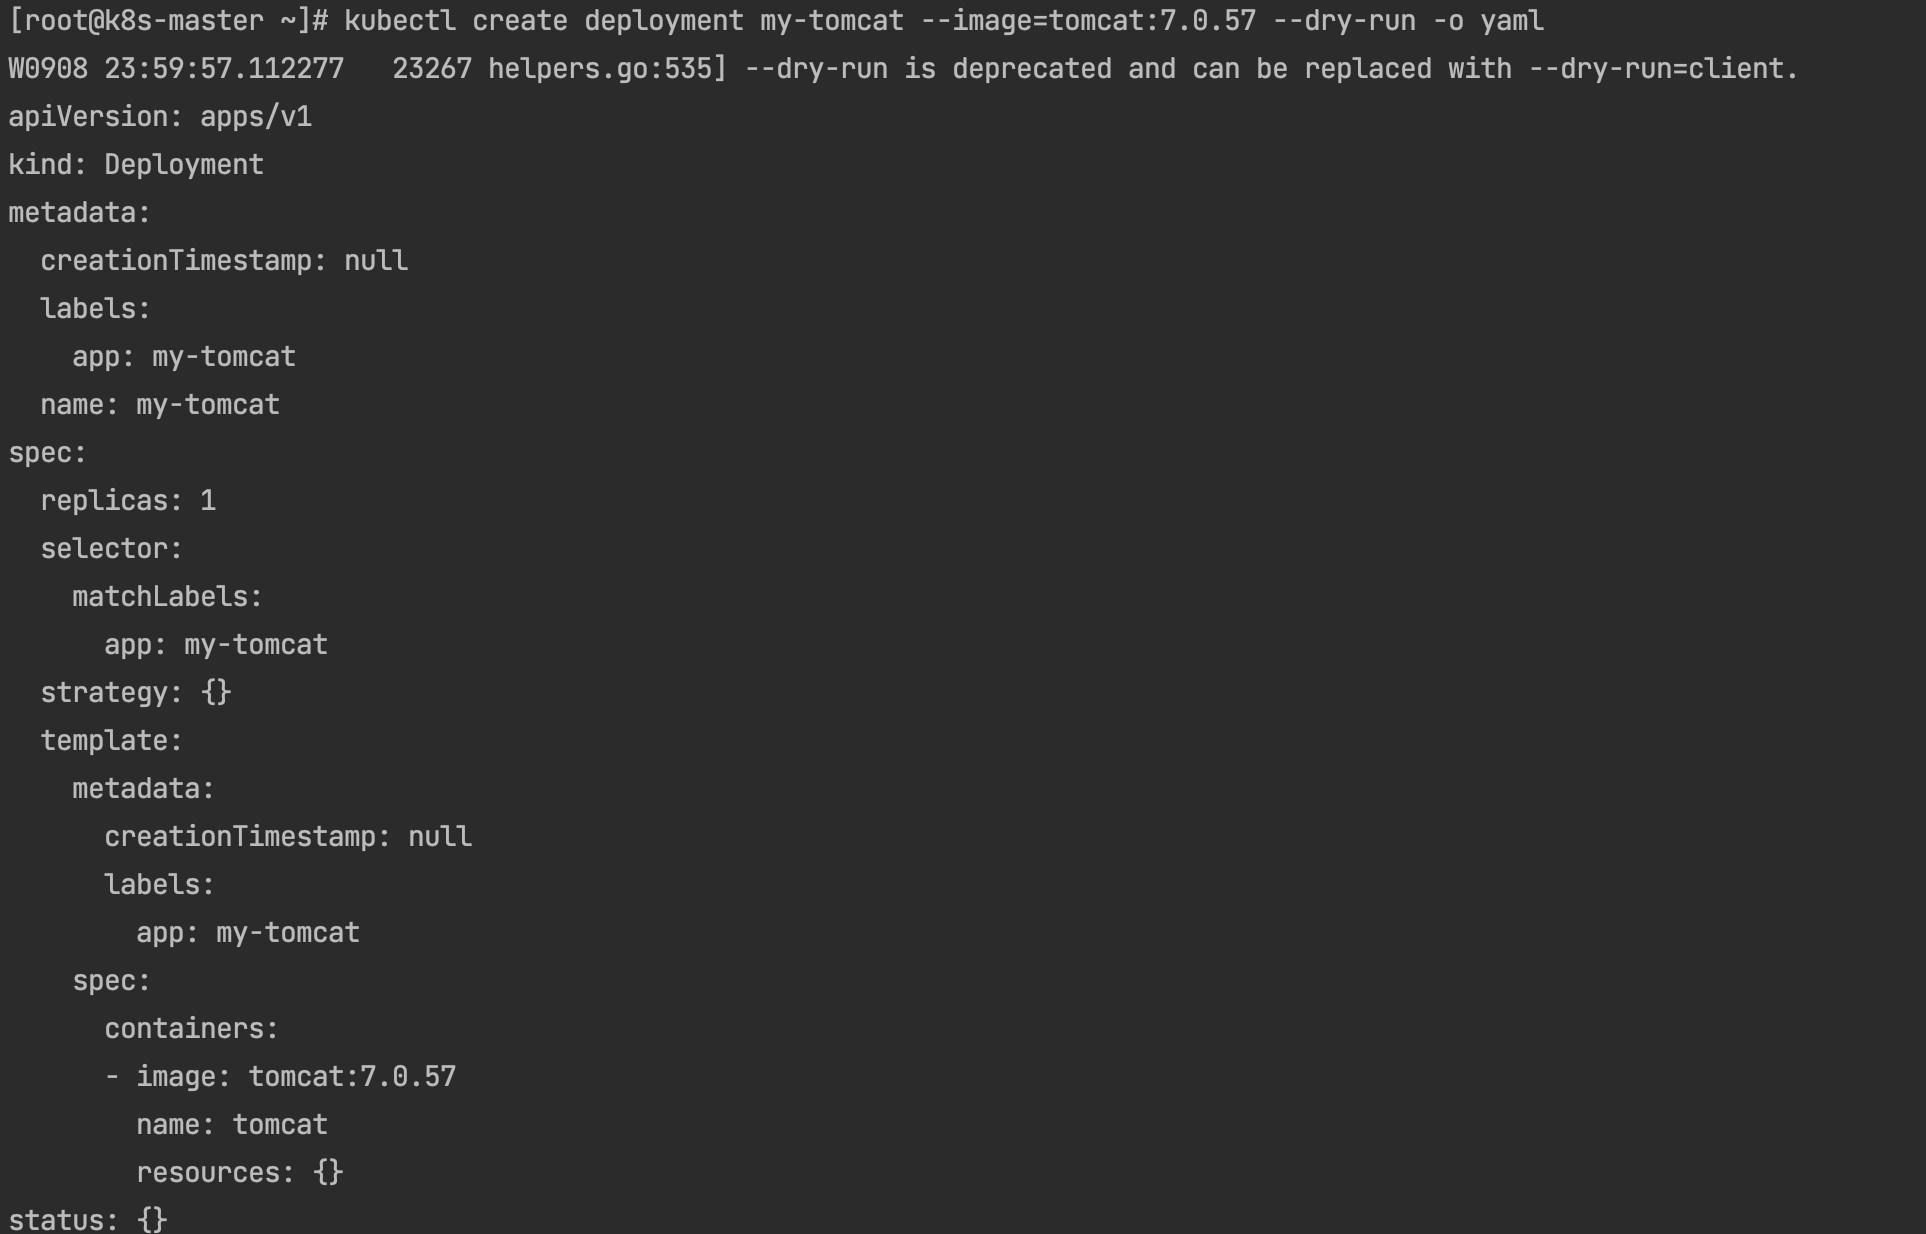 [root@k8s-master ~]# kubectl create deployment my-tomcat --image=tomcat:7.0.57 --dry-run -o yaml
W0908 23:59:57.112277   23267 helpers.go:535] --dry-run is deprecated and can be replaced with --dry-run=client.
apiVersion: apps/v1
kind: Deployment
metadata:
  creationTimestamp: null
  labels:
    app: my-tomcat
  name: my-tomcat
spec:
  replicas: 1
  selector:
    matchLabels:
      app: my-tomcat
  strategy: {}
  template:
    metadata:
      creationTimestamp: null
      labels:
        app: my-tomcat
    spec:
      containers:
      - image: tomcat:7.0.57
        name: tomcat
        resources: {}
status: {}